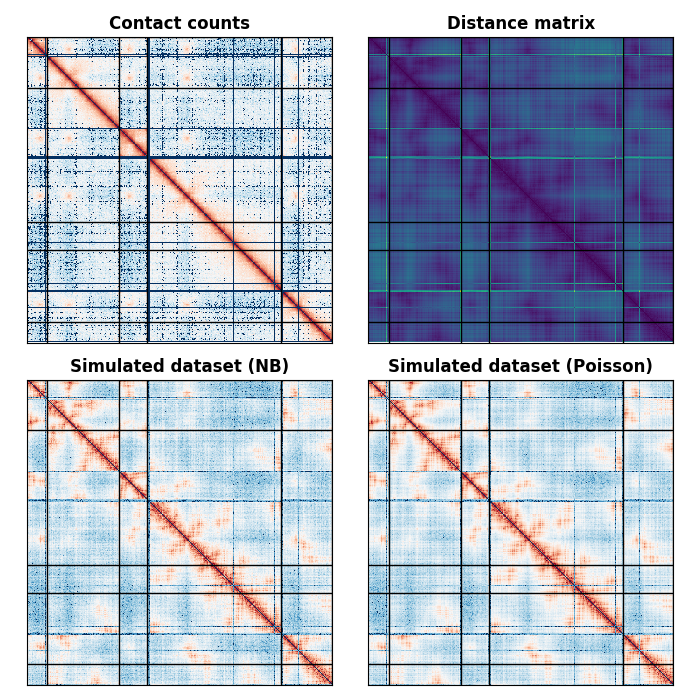 Contact counts
Distance matrix
Simulated dataset (NB)
Simulated dataset (Poisson)